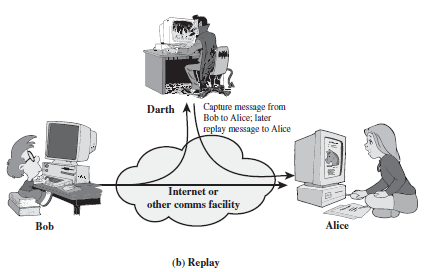 Darth
Capture message from
Bob to Alice; later
replay message to Alice
Internet or
other comms facility
Bob
Alice
(b) Replay